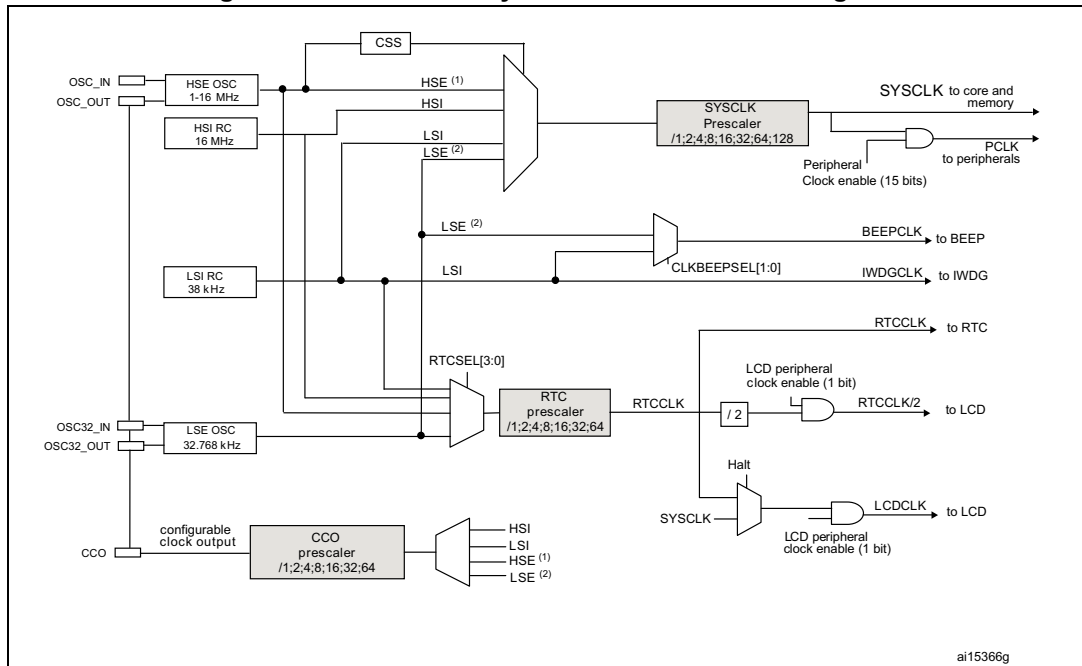 CSS
OSC_IN
OSC_OUT
HSE OSC
1-16 MHz
HSE (1)
HSI
HSI RC
16 MHz
LSI
LSE (2)
SYSCLK
Prescaler
/1;2;4;8;16;32;64;128
SYSCLK to core and
memory
PCLK
to peripherals
Peripheral
Clock enable (15 bits)
LSE (2)
BEEPCLK
to BEEP
CLKBEEPSEL[1:0]
LSI RC
38 kHz
LSI
IWDGCLK
to IWDG
RTCCLK
to RTC
RTCSEL[3:0]
LCD peripheral
clock enable (1 bit)
RTC
prescaler
/1;2;4;8;16;32;64
RTCCLK
/ 2
RTCCLK/2
to LCD
OSC32_IN
OSC32_OUT
LSE OSC
32.768 kHz
Halt
SYSCLK
LCDCLK
to LCD
LCD peripheral
clock enable (1 bit)
CCO
configurable
clock output
CCO
prescaler
/1;2;4;8;16;32;64
HSI
LSI
HSE (1)
LSE (2)
ai15366g